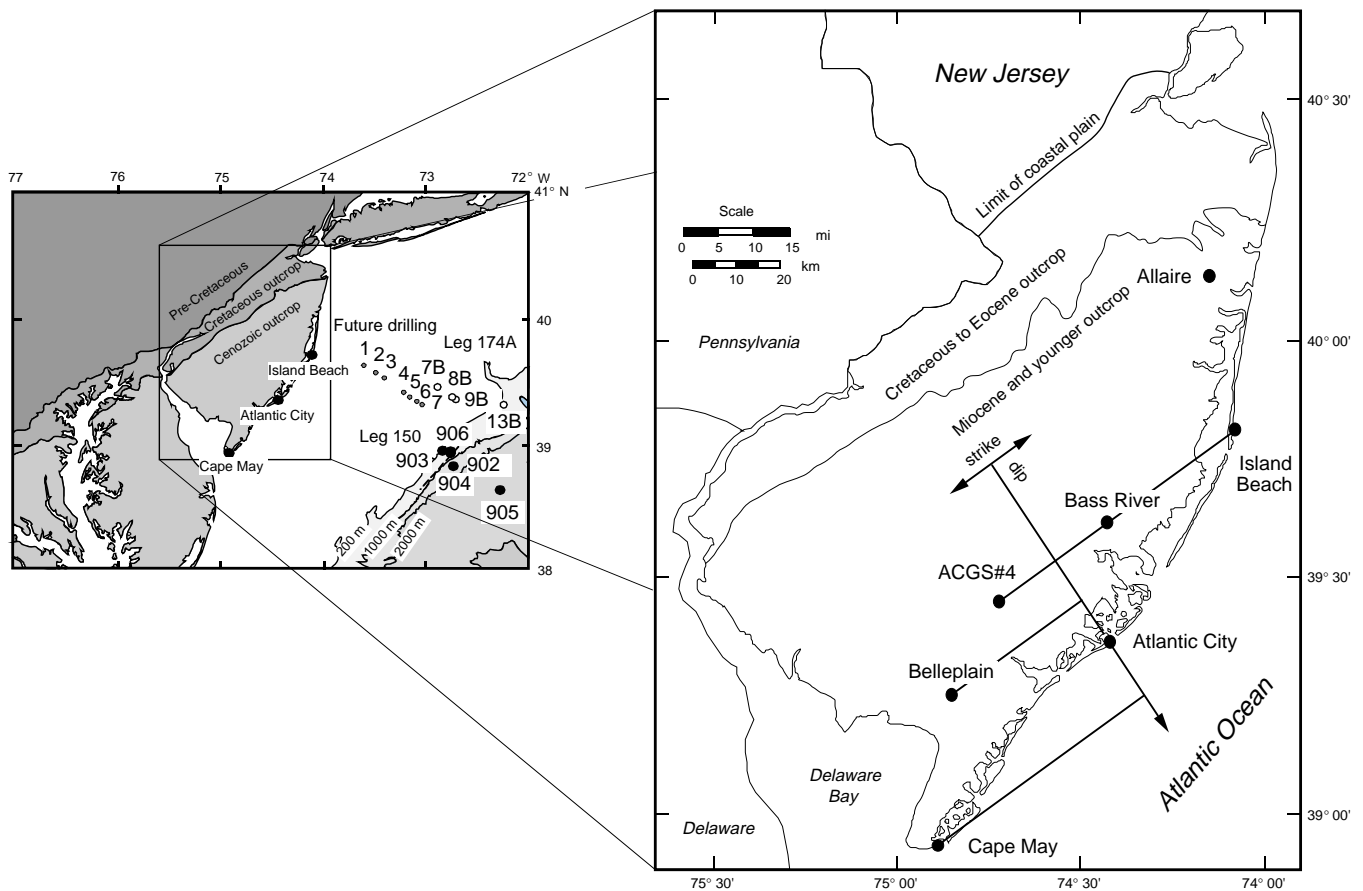 77
76
75
74
73
72° W
41° N
40
39
38
Pre-Cretaceous
Cretaceous outcrop
Cenozoic outcrop
Future drilling
Leg 174A
1
2
3
4
5
6
7
7B
8B
9B
13B
Island Beach
Atlantic City
Cape May
Leg 150
906
903
902
904
905
200 m
1000 m
2000 m
New Jersey
Limit of coastal plain
Scale
0 5 10 15 mi
0 10 20 km
Allaire
Cretaceous to Eocene outcrop
Miocene and younger outcrop
Pennsylvania
strike
dip
Island
Beach
Bass River
ACGS#4
Atlantic City
Belleplain
Atlantic Ocean
Delaware
Bay
Delaware
Cape May
40° 30'
40° 00'
39° 30'
39° 00'
75° 30'
75° 00'
74° 30'
74° 00'